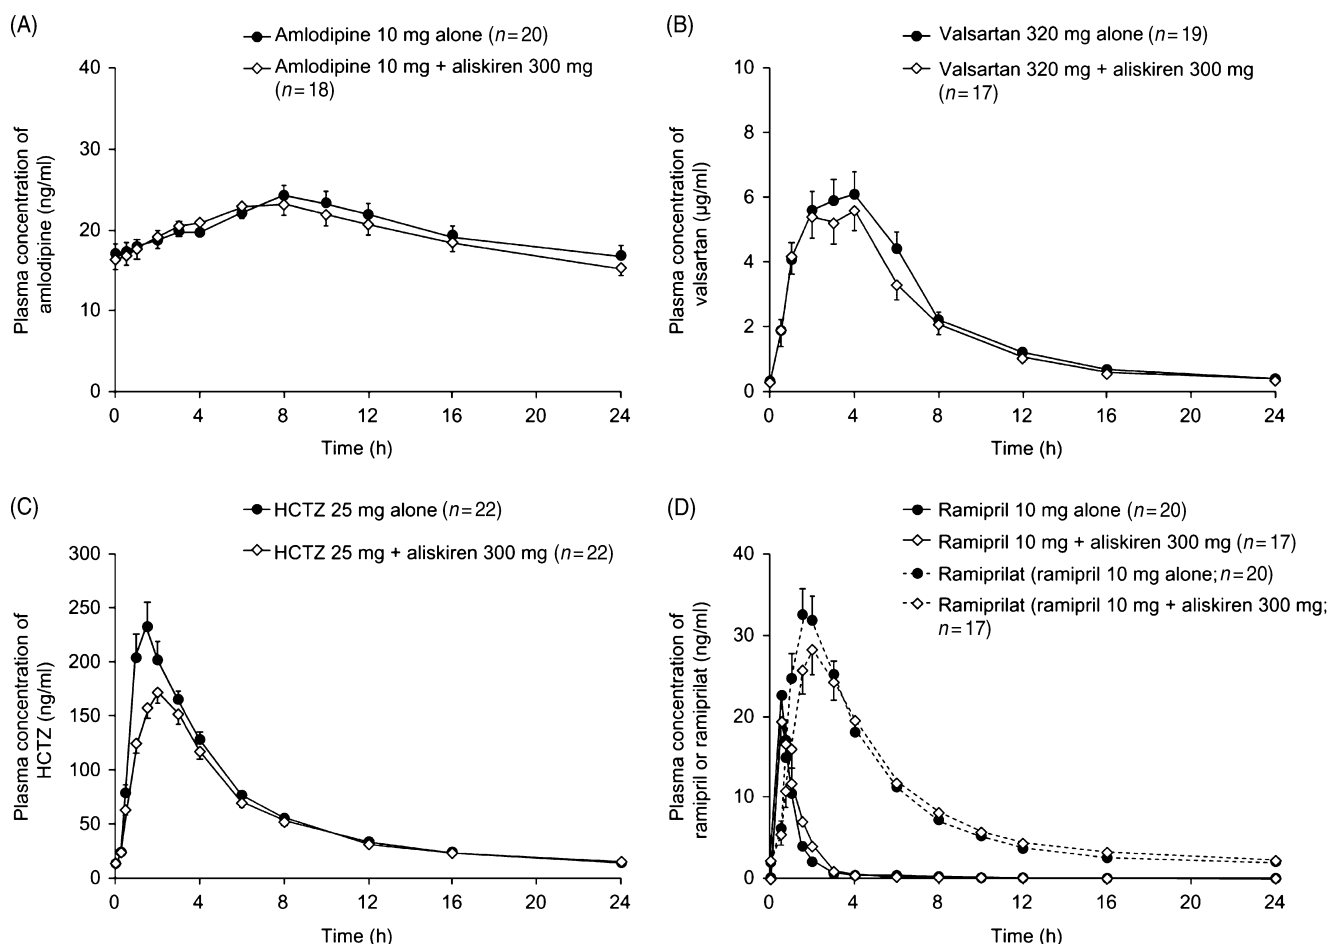 (A)
Amlodipine 10 mg alone (n=20)
Amlodipine 10 mg + aliskiren 300 mg
(n=18)
40
30
20
10
0
Plasma concentration of
amlodipine (ng/ml)
0 4 8 12 16 20 24
Time (h)
(B)
Valsartan 320 mg alone (n=19)
Valsartan 320 mg + aliskiren 300 mg
(n=17)
10
8
6
4
2
0
Plasma concentration of
valsartan (µg/ml)
0 4 8 12 16 20 24
Time (h)
(C)
HCTZ 25 mg alone (n=22)
HCTZ 25 mg + aliskiren 300 mg (n=22)
300
250
200
150
100
50
0
Plasma concentration of
HCTZ (ng/ml)
0 4 8 12 16 20 24
Time (h)
(D)
Ramipril 10 mg alone (n=20)
Ramipril 10 mg + aliskiren 300 mg (n=17)
Ramiprilat (ramipril 10 mg alone; n=20)
Ramiprilat (ramipril 10 mg + aliskiren 300 mg;
n=17)
40
30
20
10
0
Plasma concentration of
ramipril or ramiprilat (ng/ml)
0 4 8 12 16 20 24
Time (h)